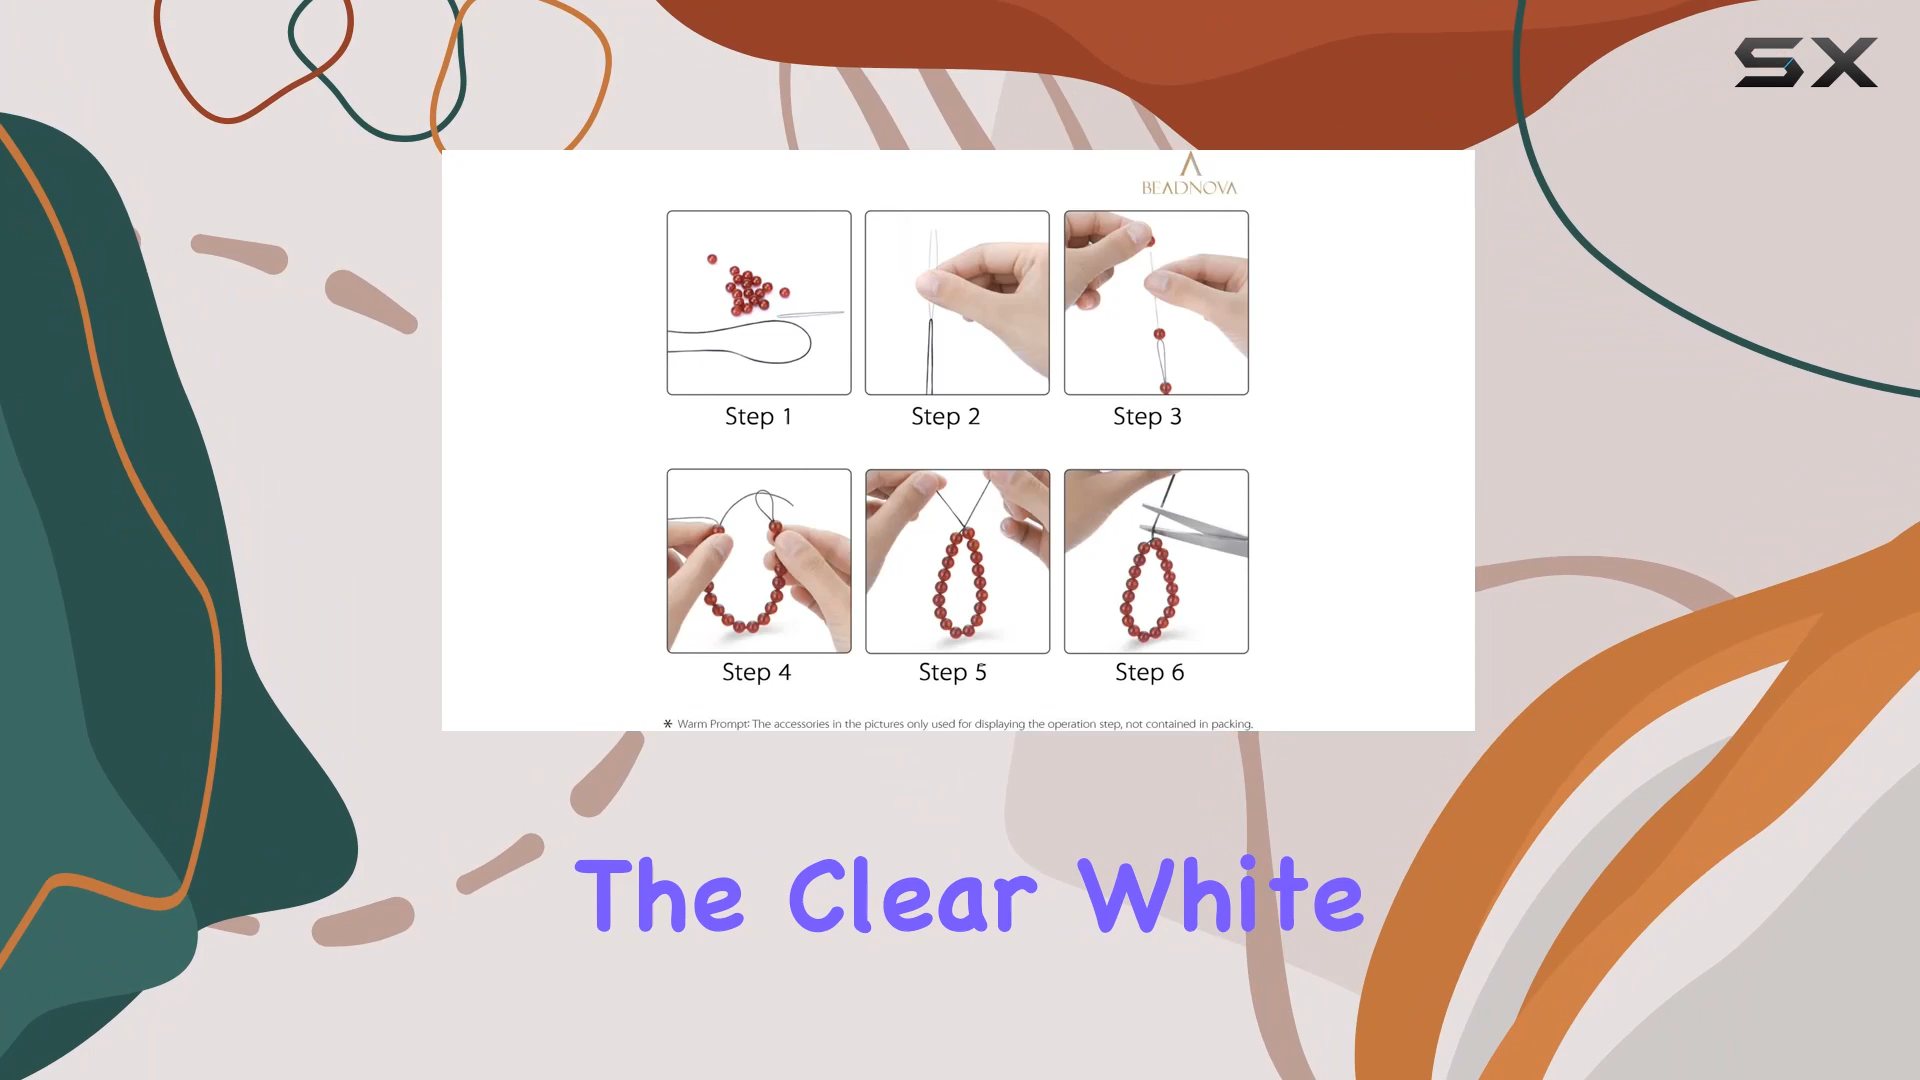 SX
BEADNOVA
Step 1
Step 2
Step 3
Step 4
Step 5
Step 6
* Warm Prompt: The accessories in the pictures only used for displaying the operation step, not contained in packing.
The Clear White